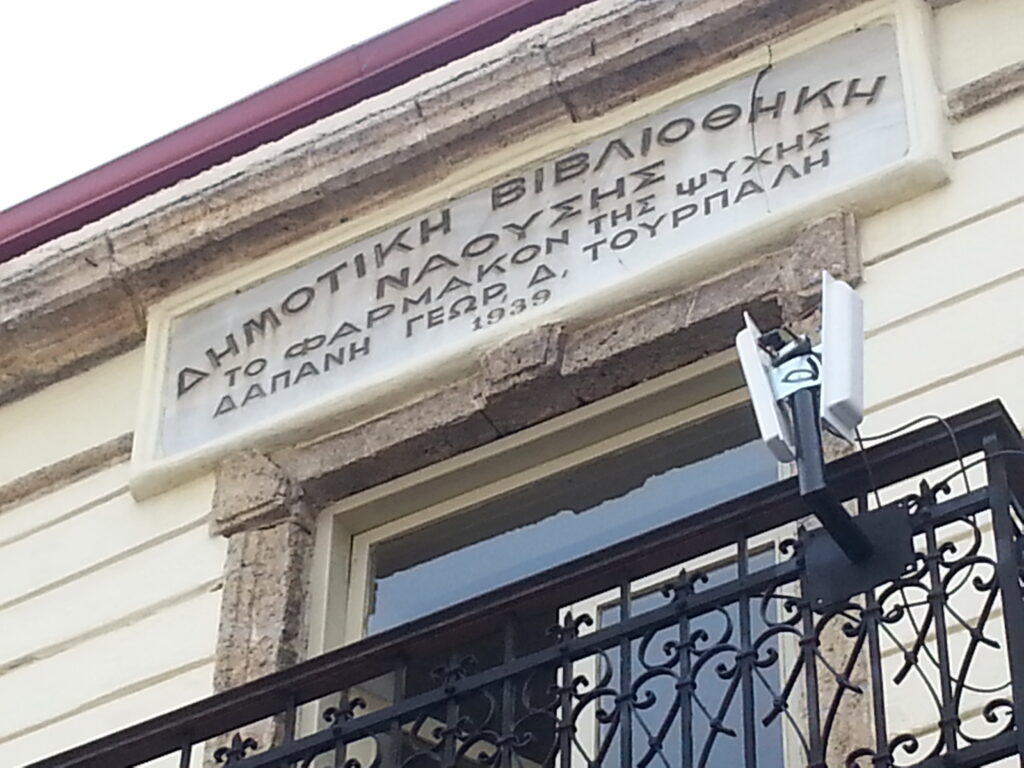 ΔΗΜΟΤΙΚΗ ΒΙΒΛΙΟΘΗΚΗ
ΝΑΟΥΣΗΣ
ΤΟ ΦΑΡΜΑΚΟΝ ΤΗΣ ΨΥΧΗΣ
ΔΑΠΑΝΗ ΓΕΩΡ. Δ. ΤΟΥΡΠΑΛΗ
1939